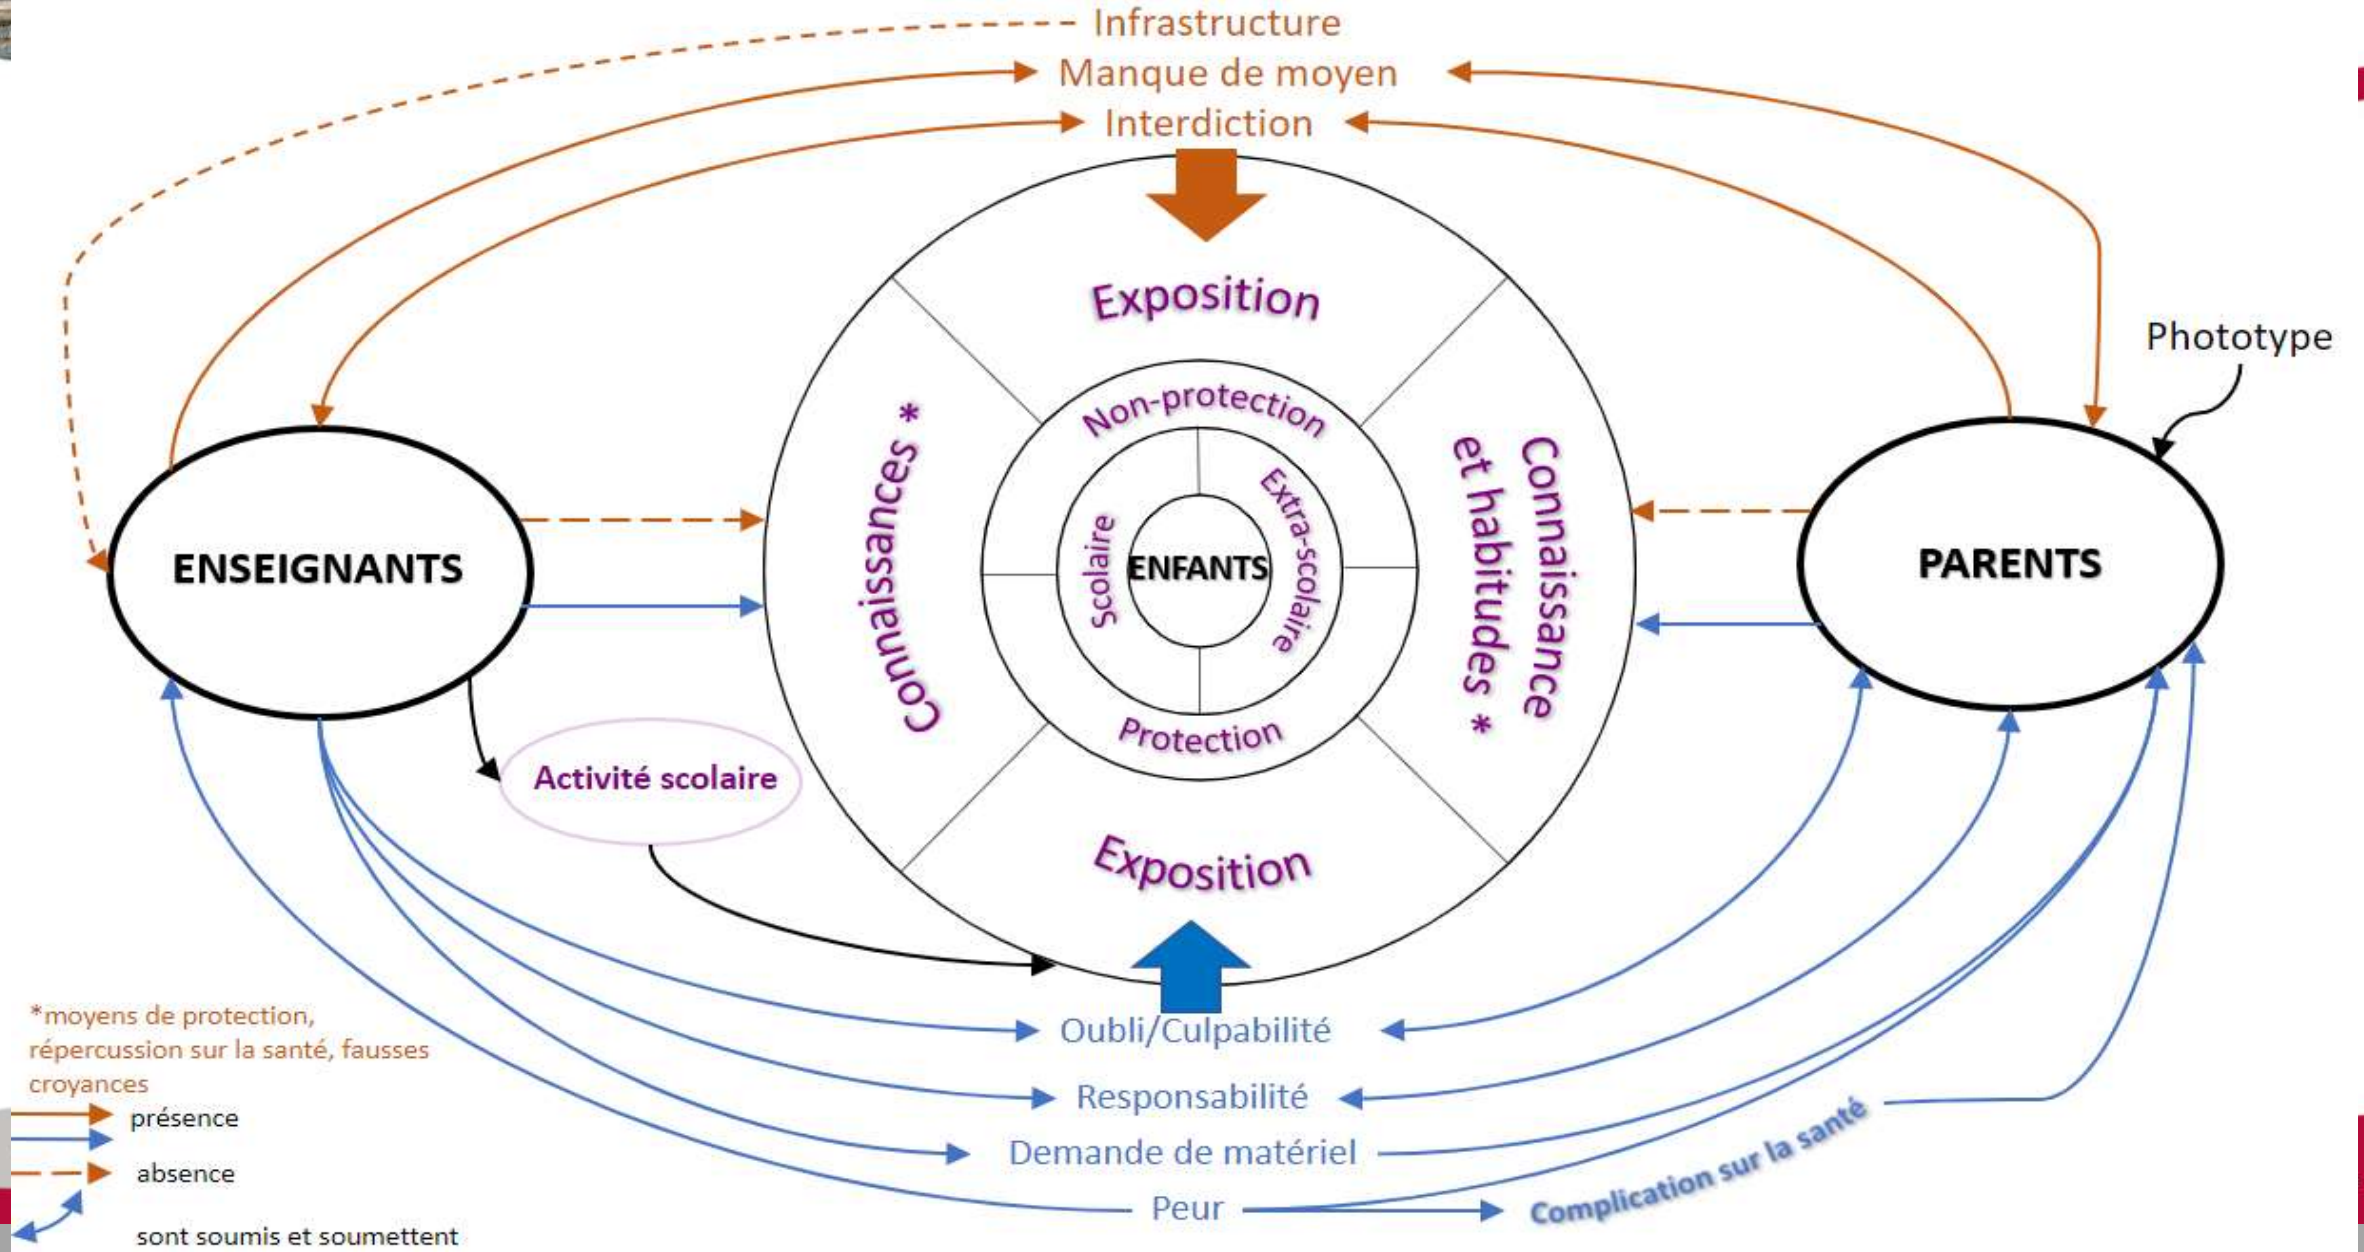 Infrastructure
Manque de moyen
Interdiction
Exposition
Phototype
Non-protection
Connaissances *
Connaissance
et habitudes *
Scolaire
Extra-scolaire
ENFANTS
ENSEIGNANTS
PARENTS
Protection
Activité scolaire
Exposition
Oubli/Culpabilité
Responsabilité
Demande de matériel
Peur
Complication sur la santé
*moyens de protection,
répercussion sur la santé, fausses
croyances
présence
absence
sont soumis et soumettent